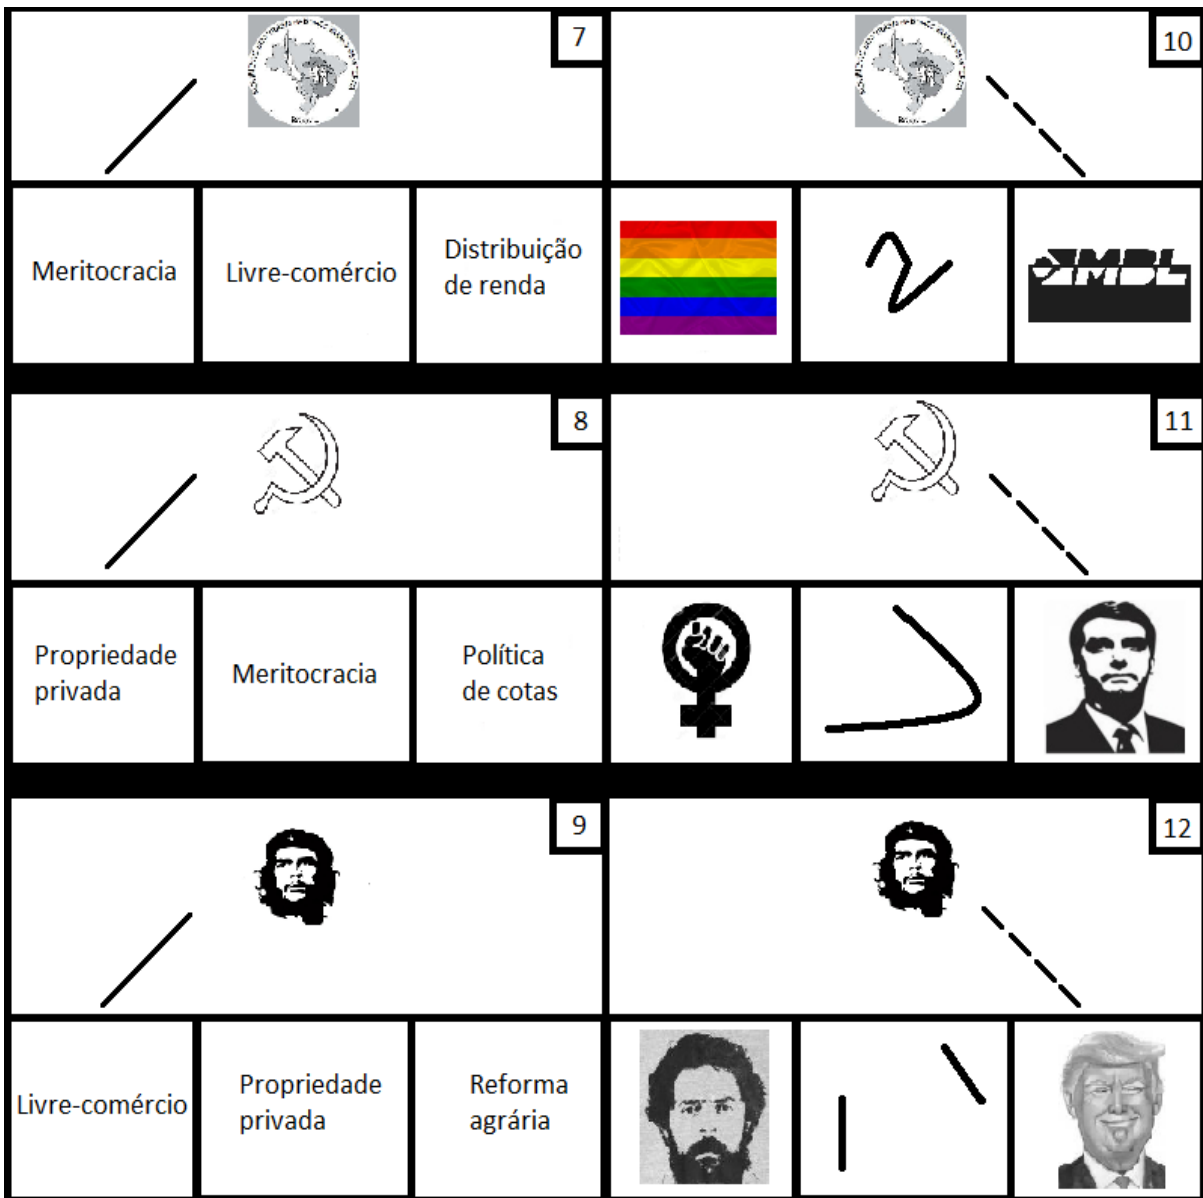 7
10
Meritocracia
Livre-comércio
Distribuição
de renda
MBL
8
11
Propriedade
privada
Meritocracia
Política
de cotas
9
12
Livre-comércio
Propriedade
privada
Reforma
agrária